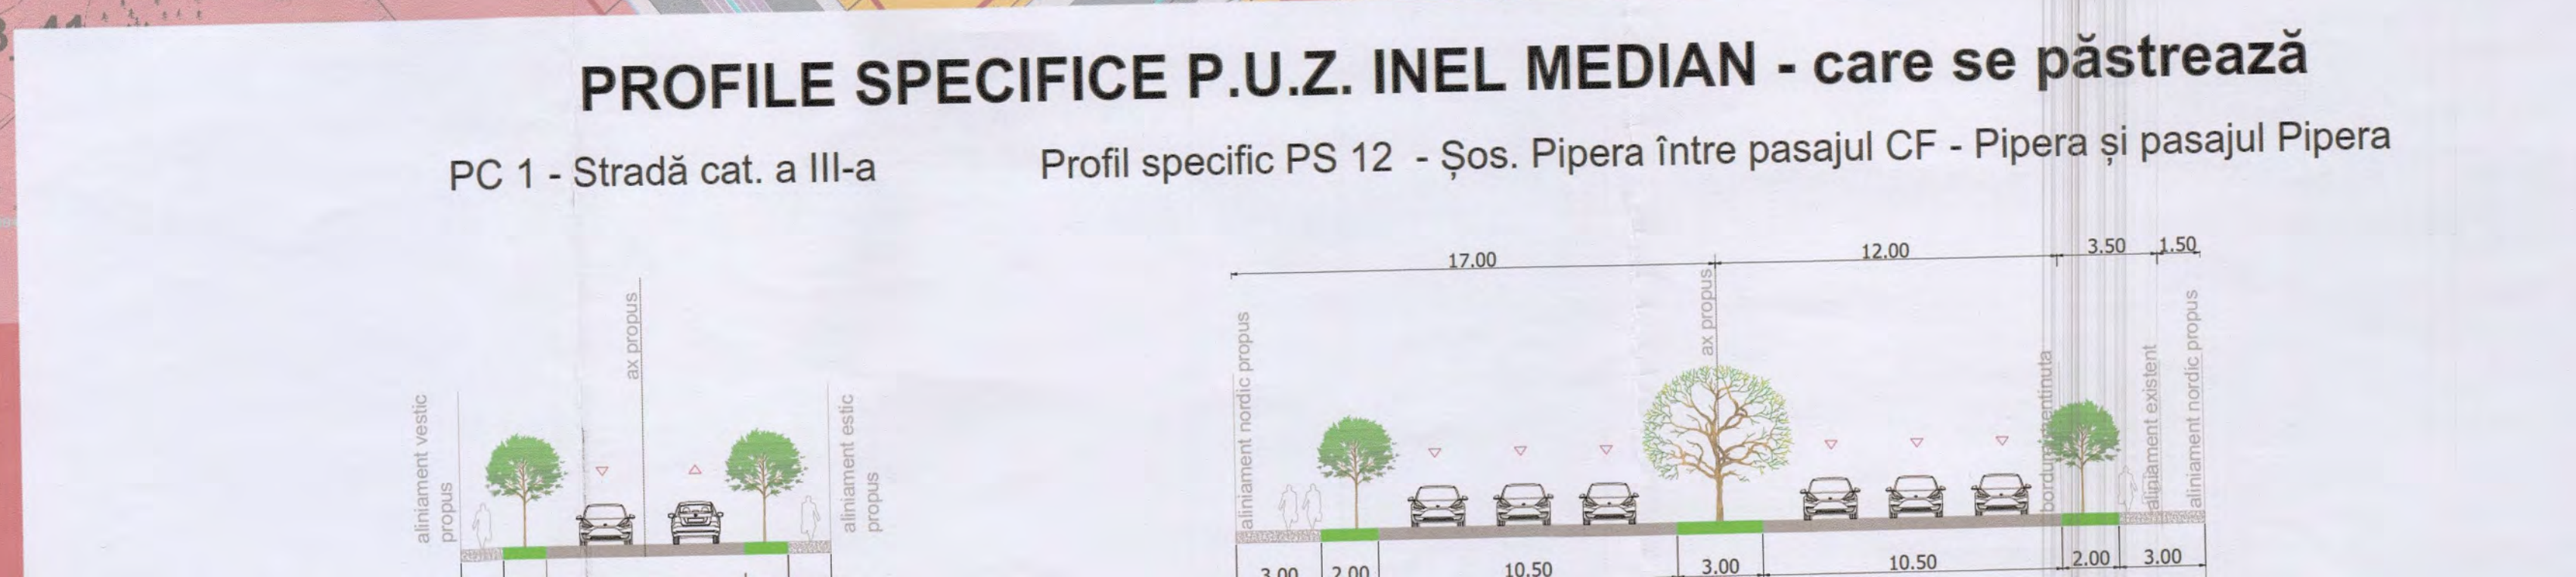 PROFILE SPECIFICE P.U.Z. INEL MEDIAN - care se păstrează
PC 1 - Stradă cat. a III-a
Profil specific PS 12 - Șos. Pipera între pasajul CF - Pipera și pasajul Pipera
17.00
12.00
3.50
1.50
aliniament vestic
propus
ax propus
aliniament estic
propus
aliniament nordic propus
ax propus
aliniament existent
aliniament nordic propus
3.00
2.00
10.50
3.00
10.50
2.00
3.00